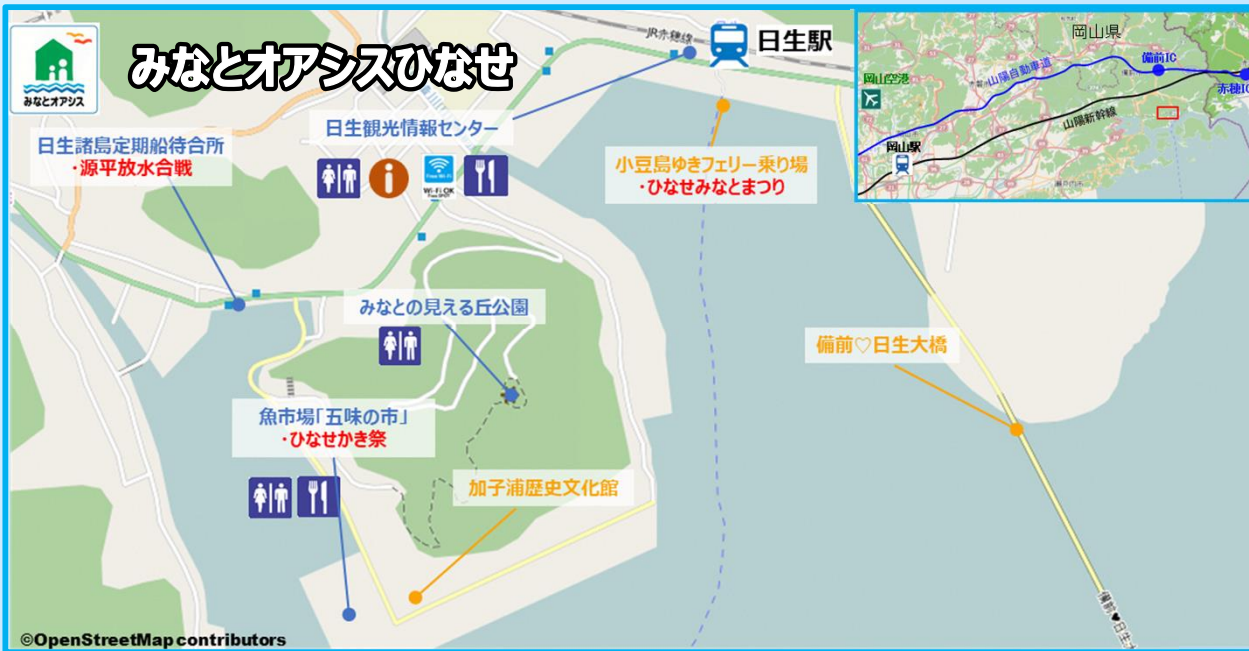 みなとオアシス
みなとオアシスひなせ
JR赤穂線
日生駅
岡山県
岡山空港
山陽自動車道
備前IC
赤穂IC
山陽新幹線
岡山駅
日生諸島定期船待合所
・源平放水合戦
日生観光情報センター
Free Wi-Fi
Wi-Fi OK
Free SPOT
小豆島ゆきフェリー乗り場
・ひなせみなとまつり
みなとの見える丘公園
備前♡日生大橋
魚市場「五味の市」
・ひなせかき祭
加子浦歴史文化館
備前♥日生大
©OpenStreetMap contributors